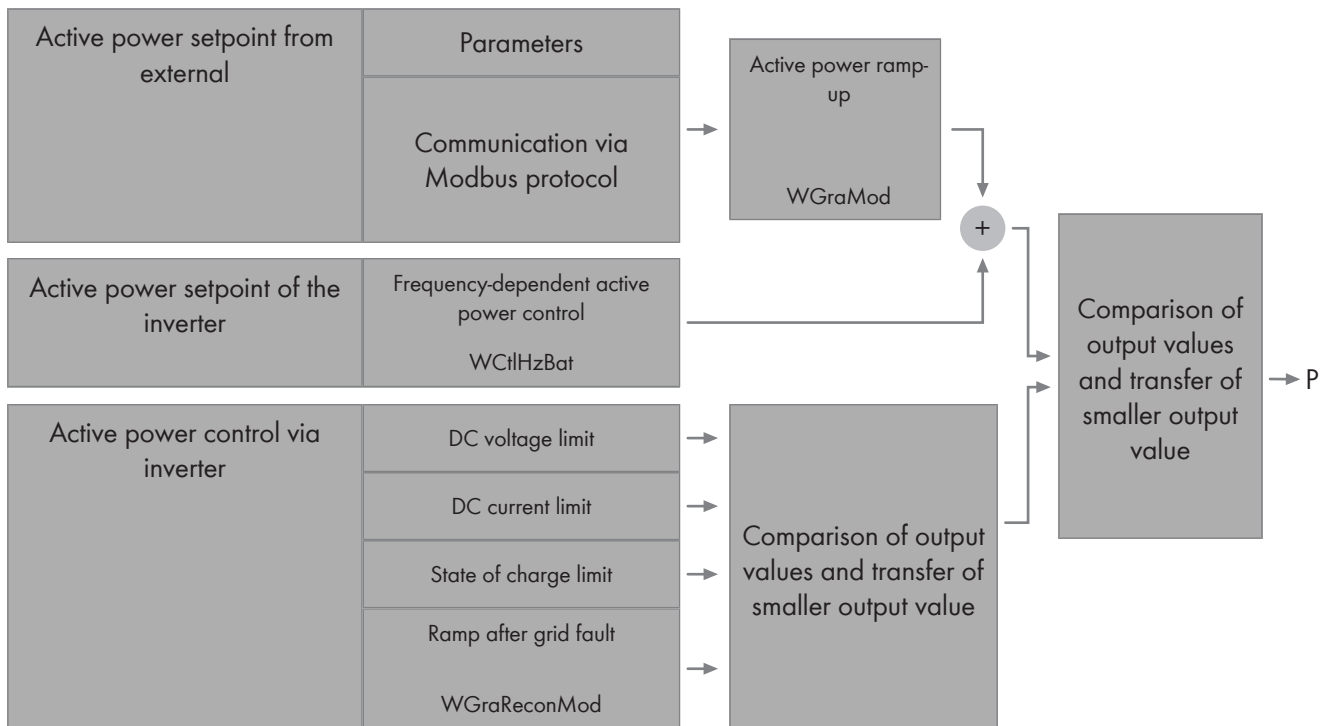 Active power setpoint from
external
Parameters
Communication via
Modbus protocol
Active power ramp-
up
WGraMod
+
Active power setpoint of the
inverter
Frequency-dependent active
power control
WCtlHzBat
Active power control via
inverter
DC voltage limit
DC current limit
State of charge limit
Ramp after grid fault
WGraReconMod
Comparison of output
values and transfer of
smaller output value
Comparison of
output values
and transfer of
smaller output
value
P